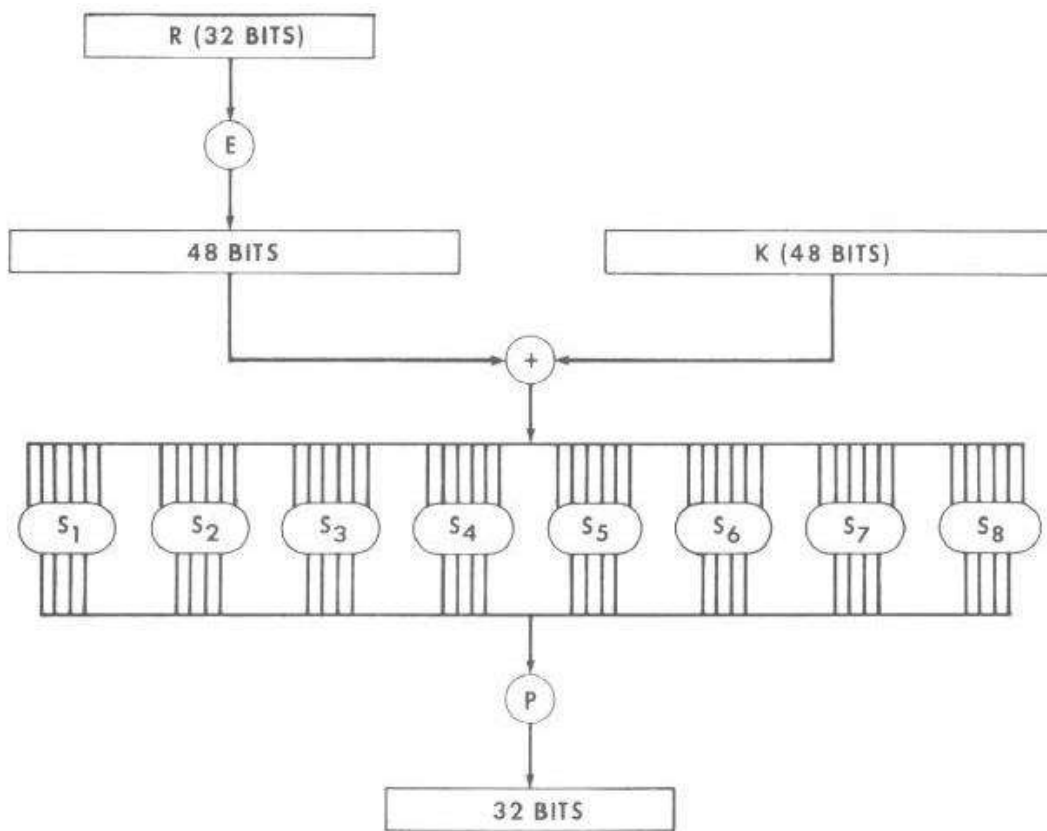 R (32 BITS)
E
48 BITS
K (48 BITS)
+
S1 S2 S3 S4 S5 S6 S7 S8
P
32 BITS